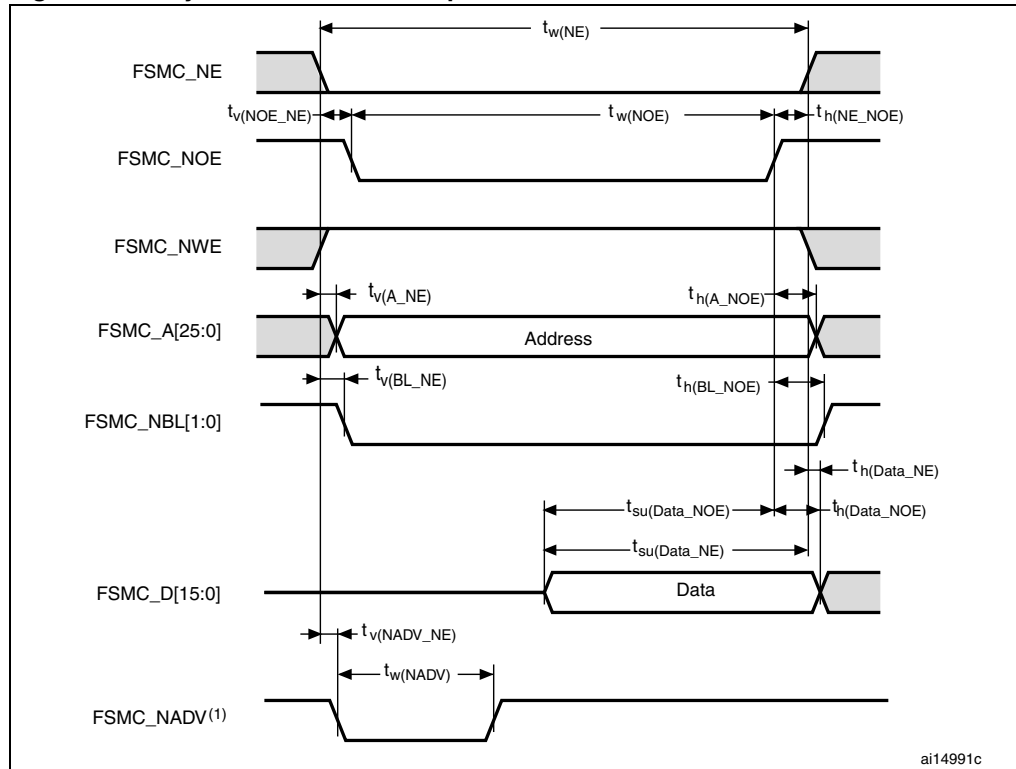 tw(NE)
FSMC_NE
tv(NOE_NE)
tw(NOE)
th(NE_NOE)
FSMC_NOE
FSMC_NWE
tv(A_NE)
th(A_NOE)
FSMC_A[25:0]
Address
tv(BL_NE)
th(BL_NOE)
FSMC_NBL[1:0]
th(Data_NE)
tsu(Data_NOE)
th(Data_NOE)
tsu(Data_NE)
FSMC_D[15:0]
Data
tv(NADV_NE)
tw(NADV)
FSMC_NADV(1)
ai14991c